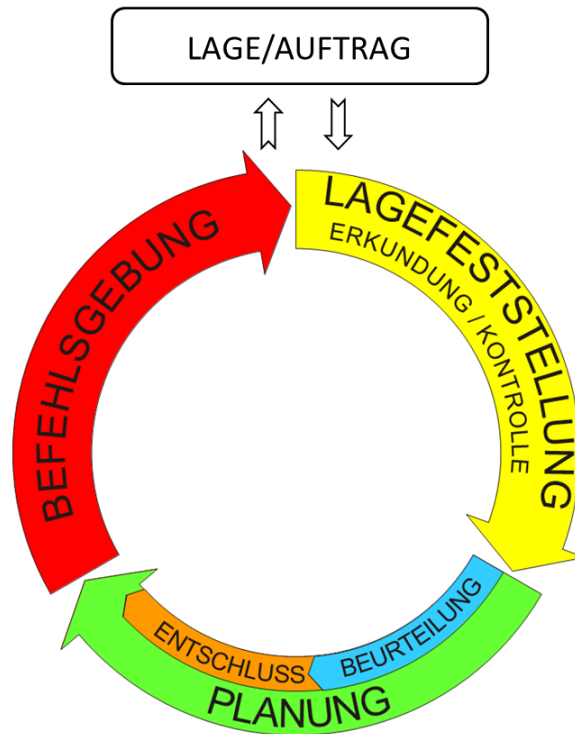 LAGE/AUFTRAG
LAGEFESTSTELLUNG
ERKUNDUNG / KONTROLLE
BEURTEILUNG
ENTSCHLUSS
PLANUNG
BEFEHLSGEBUNG